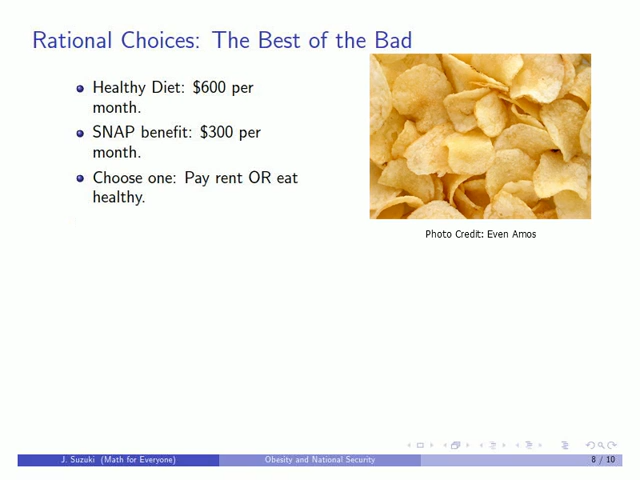 Rational Choices: The Best of the Bad
Healthy Diet: $600 per
month.
SNAP benefit: $300 per
month.
Choose one: Pay rent OR eat
healthy.
Photo Credit: Even Amos
J. Suzuki (Math for Everyone)
Obesity and National Security
8 / 10